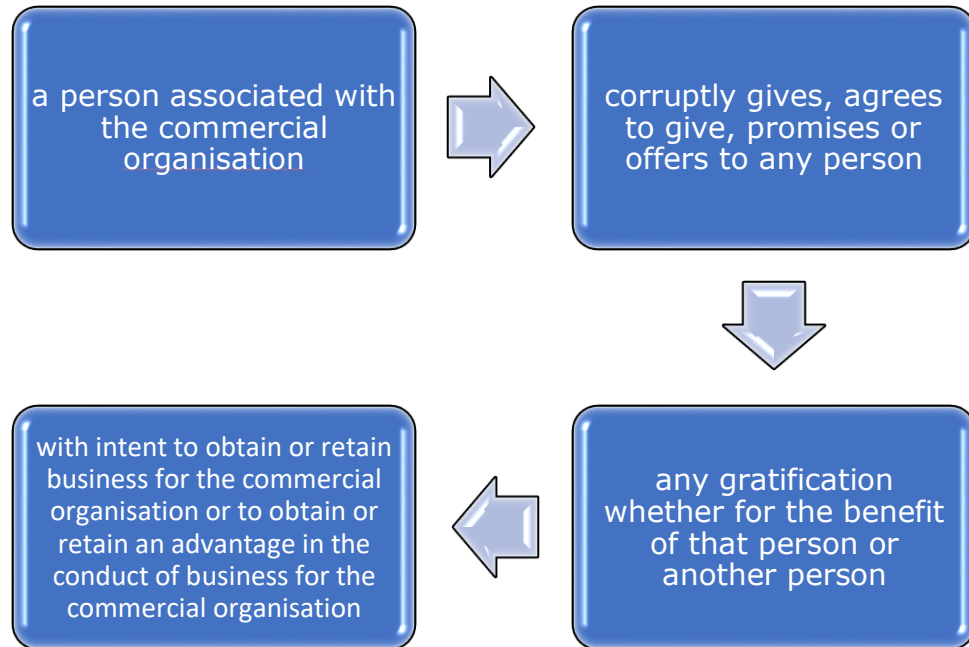 a person associated with
the commercial
organisation
corruptly gives, agrees
to give, promises or
offers to any person
any gratification
whether for the benefit
of that person or
another person
with intent to obtain or retain
business for the commercial
organisation or to obtain or
retain an advantage in the
conduct of business for the
commercial organisation